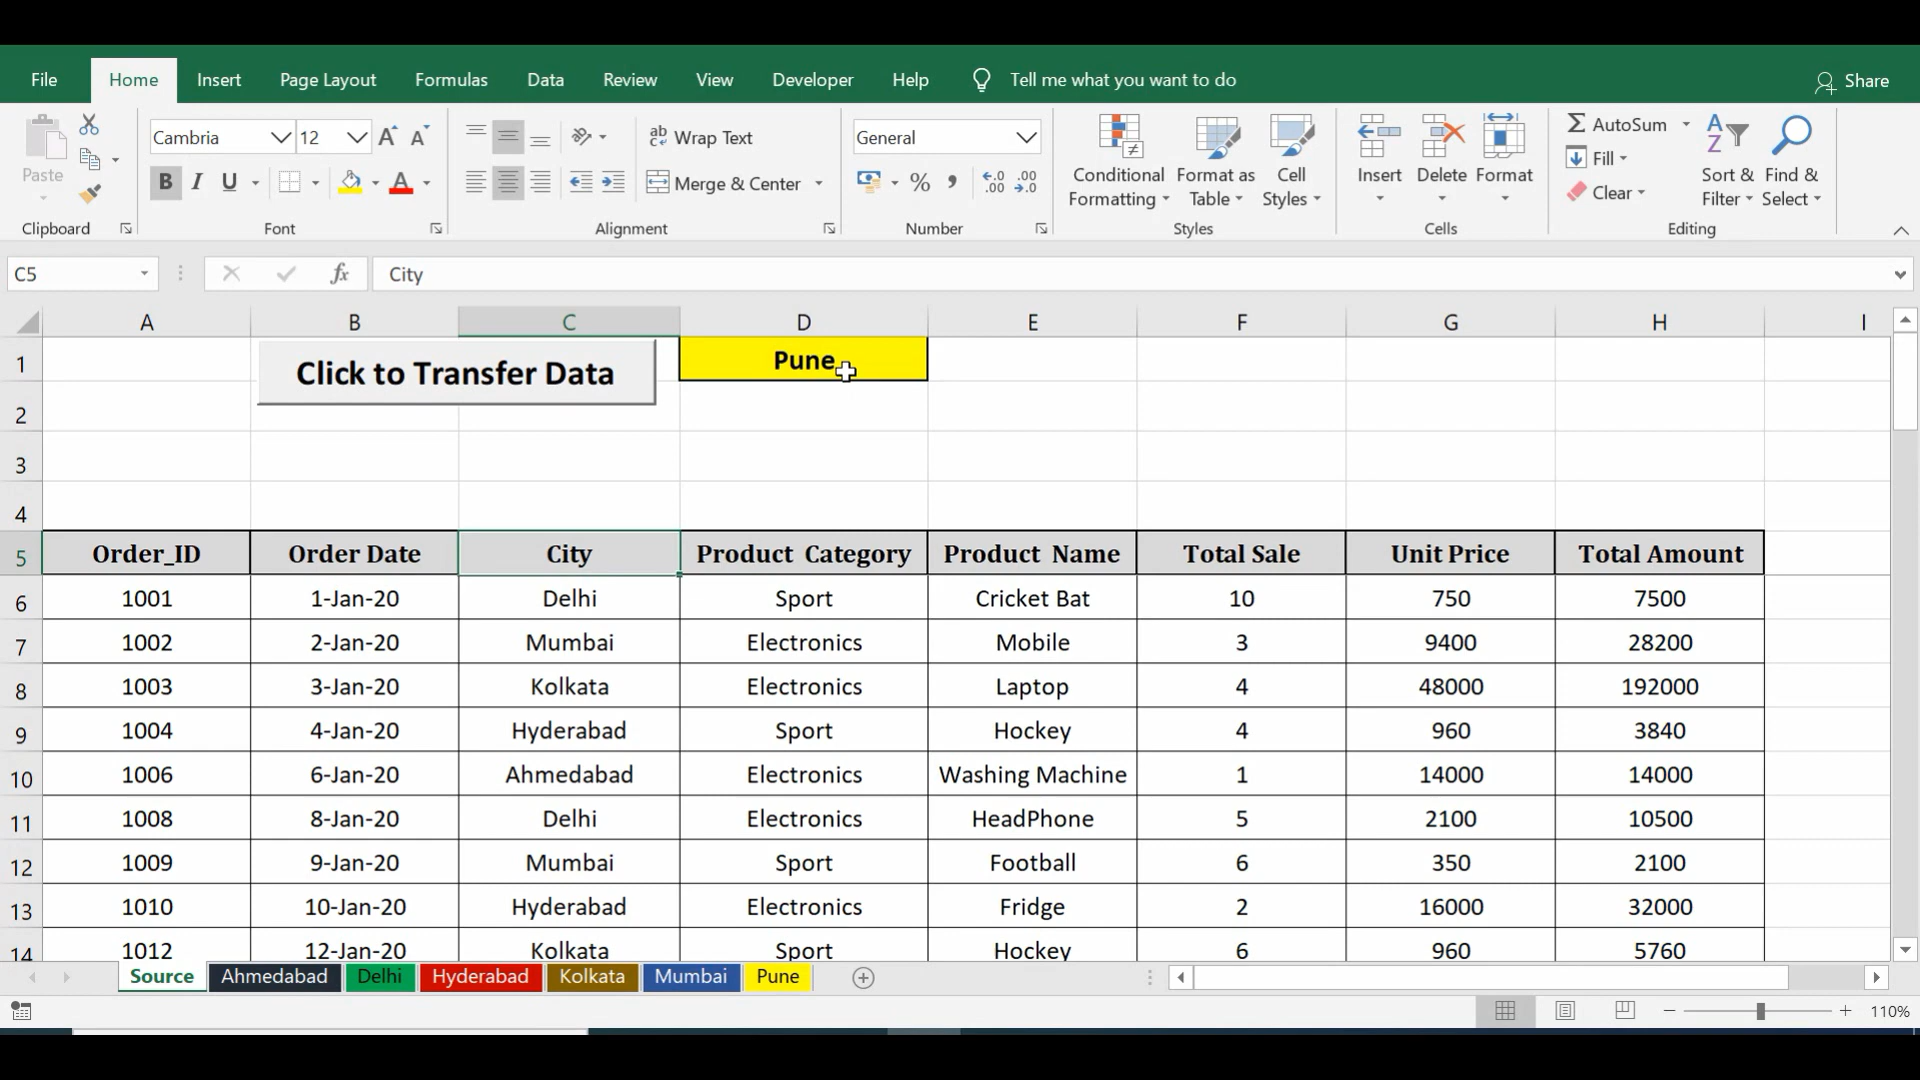 File Home Insert Page Layout Formulas Data Review View Developer Help Tell me what you want to do Share
Cambria 12 Wrap Text General AutoSum
Paste B I U Merge & Center % Conditional Formatting Format as Table Cell Styles Insert Delete Format Fill Clear Sort & Filter Find & Select
Clipboard Font Alignment Number Styles Cells Editing
C5 fx City
A B C D E F G H I
1 Click to Transfer Data Pune
2
3
4
5 Order_ID Order Date City Product Category Product Name Total Sale Unit Price Total Amount
6 1001 1-Jan-20 Delhi Sport Cricket Bat 10 750 7500
7 1002 2-Jan-20 Mumbai Electronics Mobile 3 9400 28200
8 1003 3-Jan-20 Kolkata Electronics Laptop 4 48000 192000
9 1004 4-Jan-20 Hyderabad Sport Hockey 4 960 3840
10 1006 6-Jan-20 Ahmedabad Electronics Washing Machine 1 14000 14000
11 1008 8-Jan-20 Delhi Electronics HeadPhone 5 2100 10500
12 1009 9-Jan-20 Mumbai Sport Football 6 350 2100
13 1010 10-Jan-20 Hyderabad Electronics Fridge 2 16000 32000
14 1012 12-Jan-20 Kolkata Sport Hockey 6 960 5760
Source Ahmedabad Delhi Hyderabad Kolkata Mumbai Pune
110%